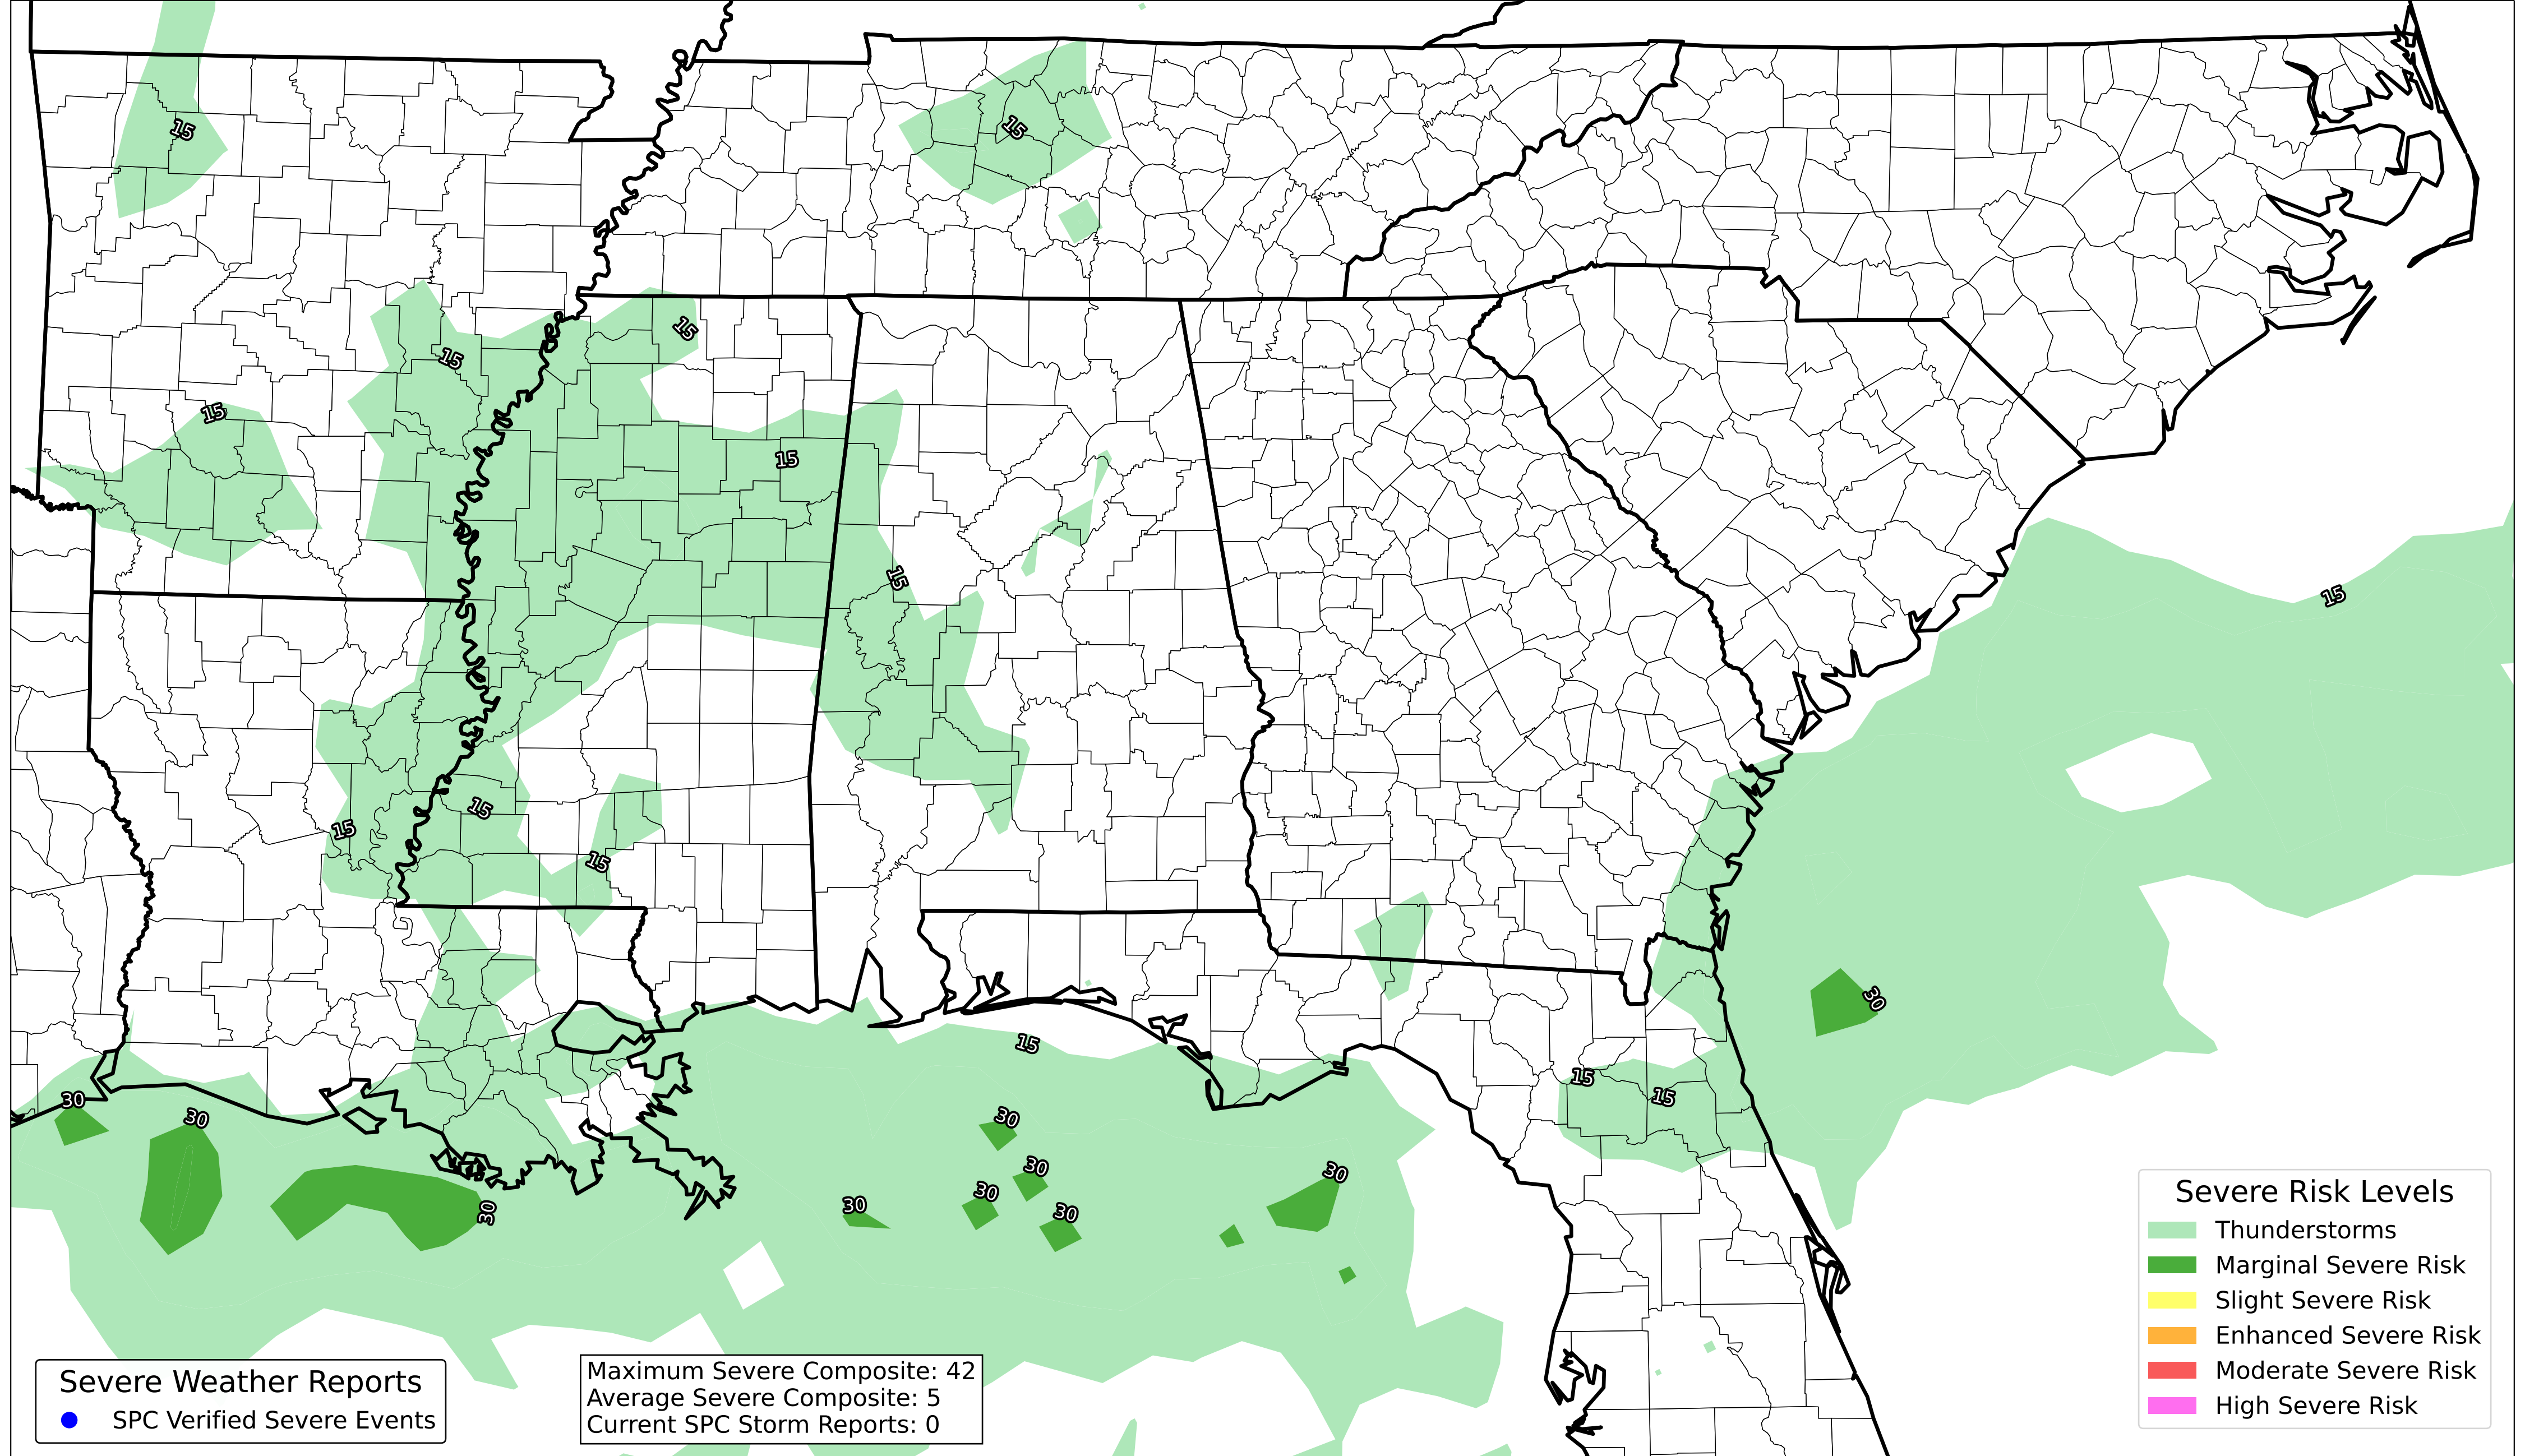 15
15
15
15
15
15
15
15
15
15
15
30
15
15
15
30
30
30
30
30
30
30
30
30
Severe Risk Levels
Thunderstorms
Marginal Severe Risk
Slight Severe Risk
Enhanced Severe Risk
Moderate Severe Risk
High Severe Risk
Severe Weather Reports
SPC Verified Severe Events
Maximum Severe Composite: 42
Average Severe Composite: 5
Current SPC Storm Reports: 0